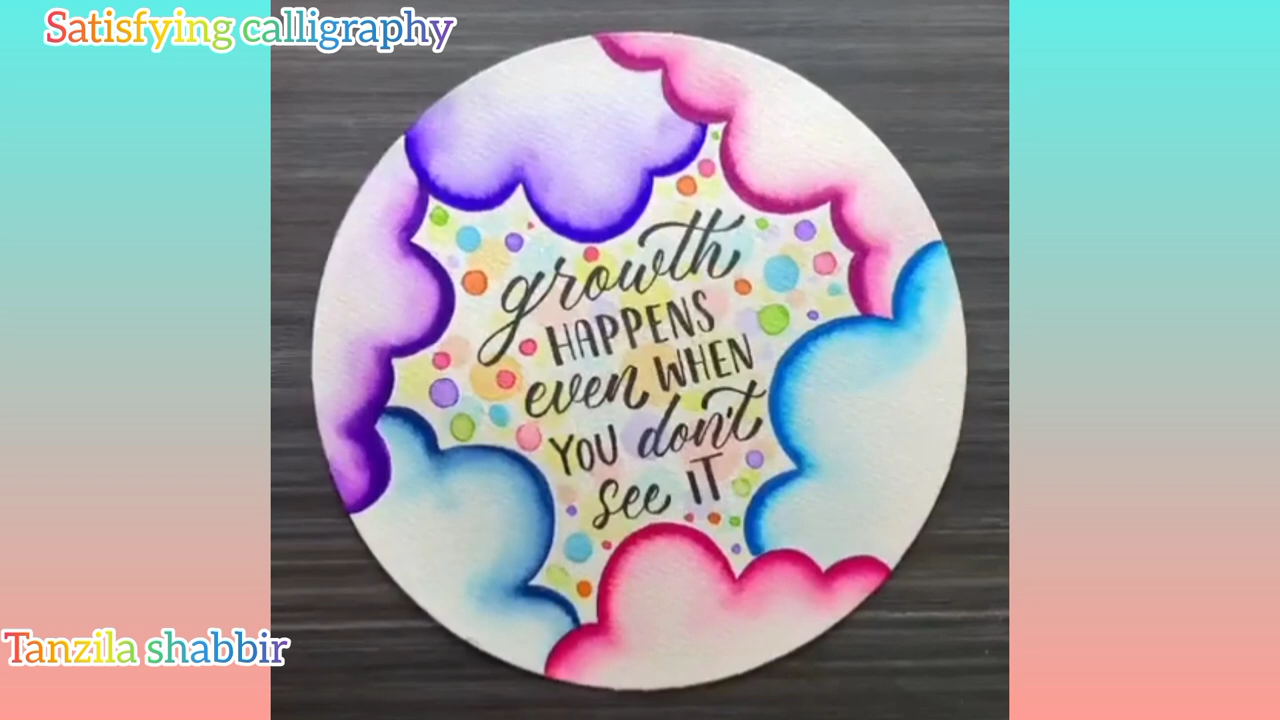 Satisfying calligraphy
growth
HAPPENS
even WHEN
YOU don't
see IT
Tanzila shabbir